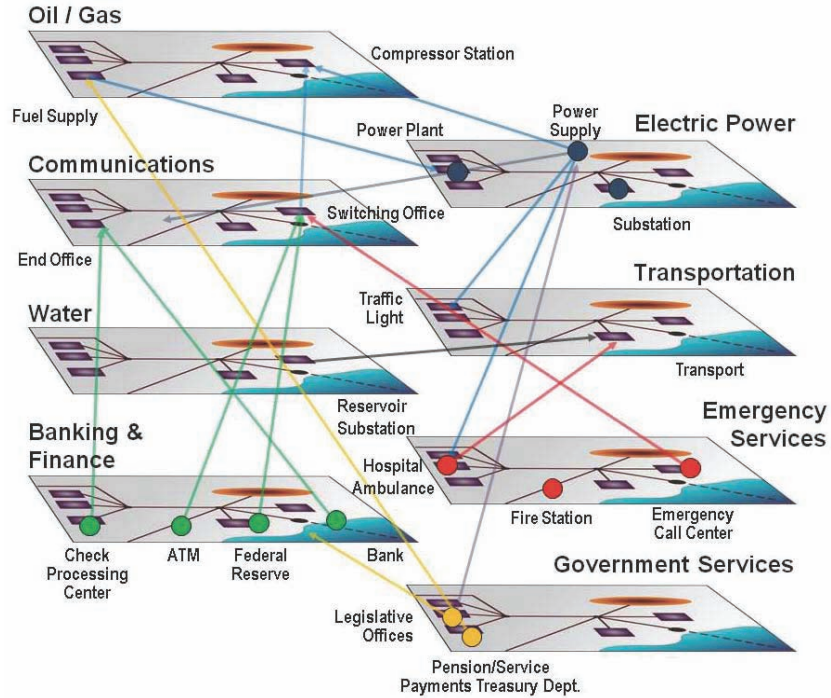 Oil / Gas
Compressor Station
Fuel Supply
Power Plant
Power
Supply
Electric Power
Communications
Switching Office
Substation
End Office
Transportation
Traffic
Light
Water
Transport
Reservoir
Substation
Emergency
Services
Banking &
Finance
Hospital
Ambulance
Fire Station
Emergency
Call Center
Check
Processing
Center
ATM
Federal
Reserve
Bank
Government Services
Legislative
Offices
Pension/Service
Payments Treasury Dept.